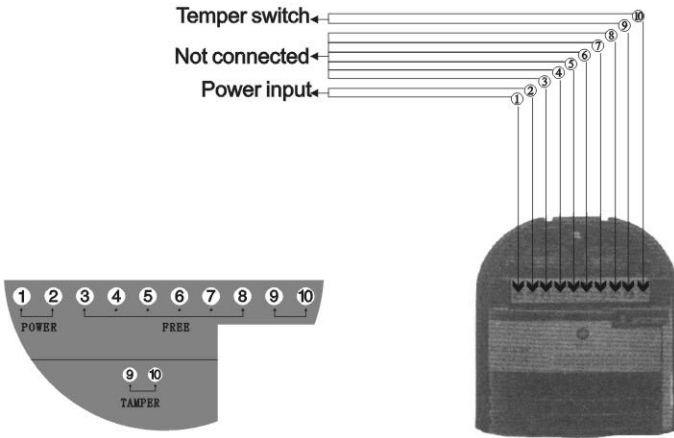 Temper switch
Not connected
Power input
⑩
⑨
⑧
⑦
⑥
⑤
④
③
②
①
① ② ③ ④ ⑤ ⑥ ⑦ ⑧ ⑨ ⑩
POWER FREE
⑨ ⑩
TAMPER